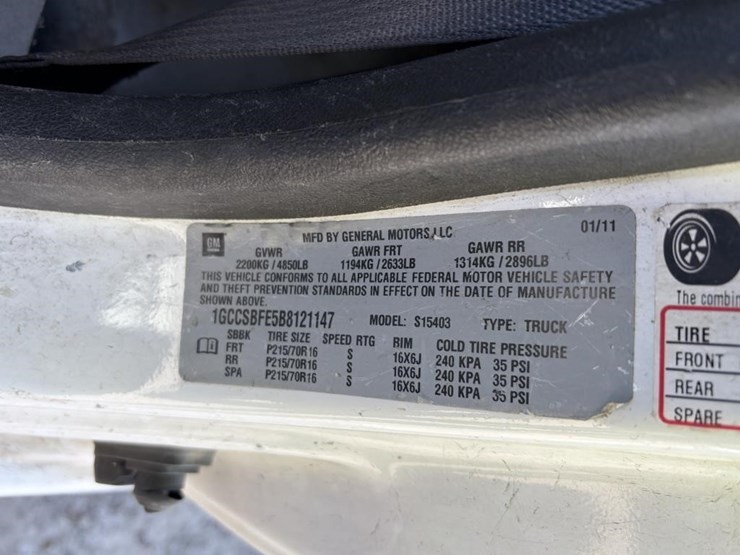 GM
MFD BY GENERAL MOTORS LLC 01/11
GVWR GAWR FRT GAWR RR
2200KG / 4850LB 1194KG / 2633LB 1314KG / 2896LB
THIS VEHICLE CONFORMS TO ALL APPLICABLE FEDERAL MOTOR VEHICLE SAFETY
AND THEFT PREVENTION STANDARDS IN EFFECT ON THE DATE OF MANUFACTURE
SHOWN ABOVE.
1GCCSBFE5B8121147 MODEL: S15403 TYPE: TRUCK
SBBK TIRE SIZE SPEED RTG RIM COLD TIRE PRESSURE
FRT P215/70R16 S 16X6J 240 KPA 35 PSI
RR P215/70R16 S 16X6J 240 KPA 35 PSI
SPA P215/70R16 S 16X6J 240 KPA 35 PSI
The combin
TIRE
FRONT
REAR
SPARE